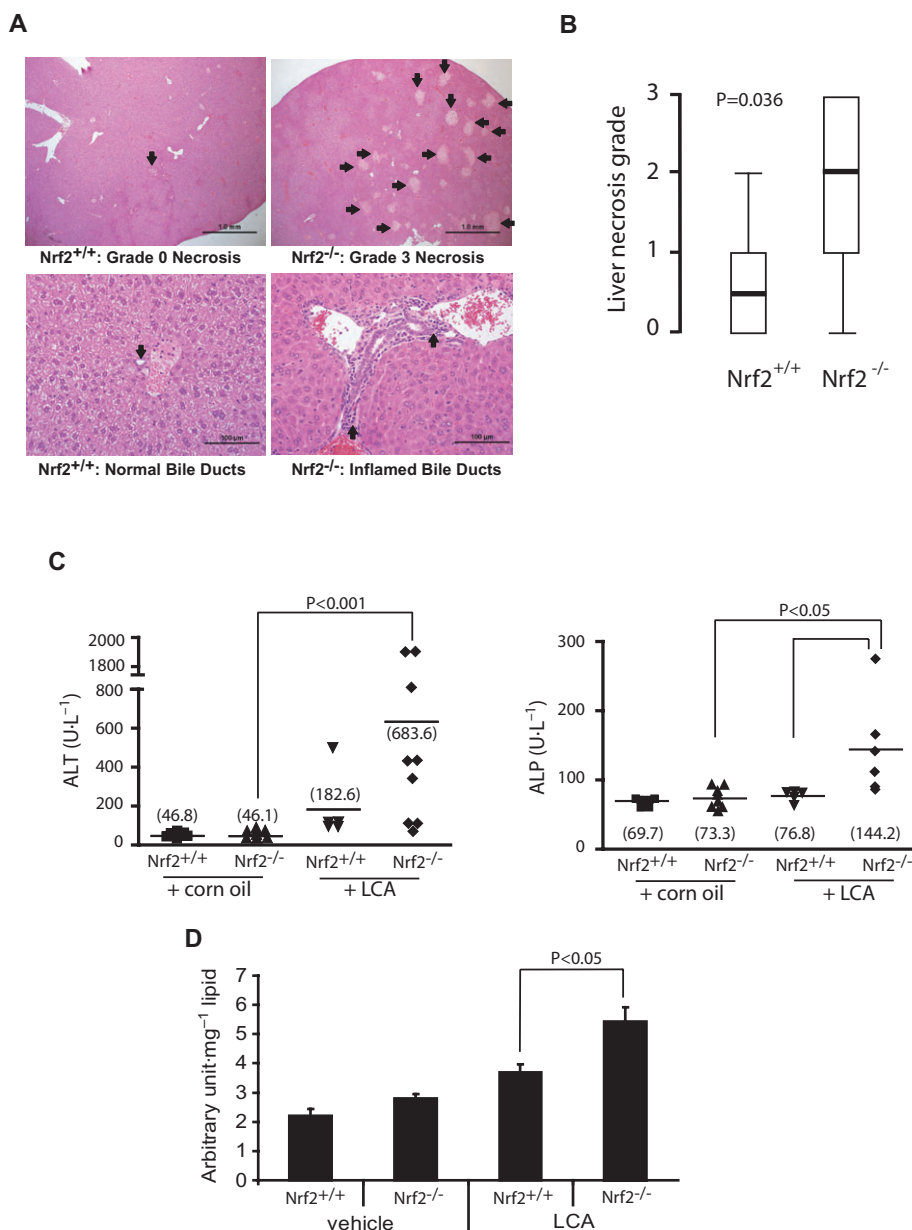 A
1.0 mm
1.0 mm
Nrf2+/+: Grade 0 Necrosis
Nrf2-/-: Grade 3 Necrosis
100 µm
100 µm
Nrf2+/+: Normal Bile Ducts
Nrf2-/-: Inflamed Bile Ducts
B
P=0.036
Liver necrosis grade
3
2
1
0
Nrf2+/+
Nrf2-/-
C
P<0.001
ALT (U·L−1)
2000
1800
800
600
400
200
0
(46.8)
(46.1)
(182.6)
(683.6)
Nrf2+/+
Nrf2-/-
Nrf2+/+
Nrf2-/-
+ corn oil
+ LCA
P<0.05
ALP (U·L−1)
300
200
100
0
(69.7)
(73.3)
(76.8)
(144.2)
Nrf2+/+
Nrf2-/-
Nrf2+/+
Nrf2-/-
+ corn oil
+ LCA
D
P<0.05
Arbitrary unit·mg−1 lipid
7
6
5
4
3
2
1
0
Nrf2+/+
Nrf2-/-
Nrf2+/+
Nrf2-/-
vehicle
LCA